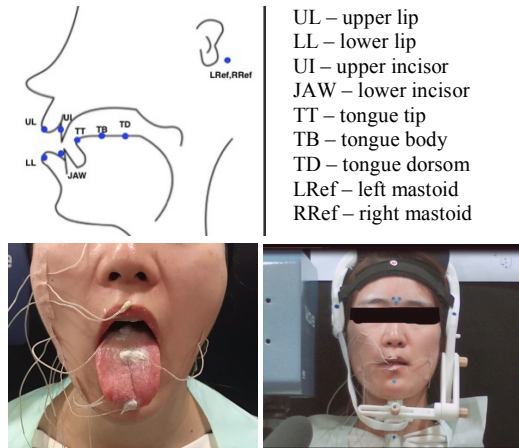 UL – upper lip
LL – lower lip
UI – upper incisor
JAW – lower incisor
TT – tongue tip
TB – tongue body
TD – tongue dorsom
LRef – left mastoid
RRef – right mastoid
LRef,RRef
UL
UI
TT
TB
TD
LL
JAW